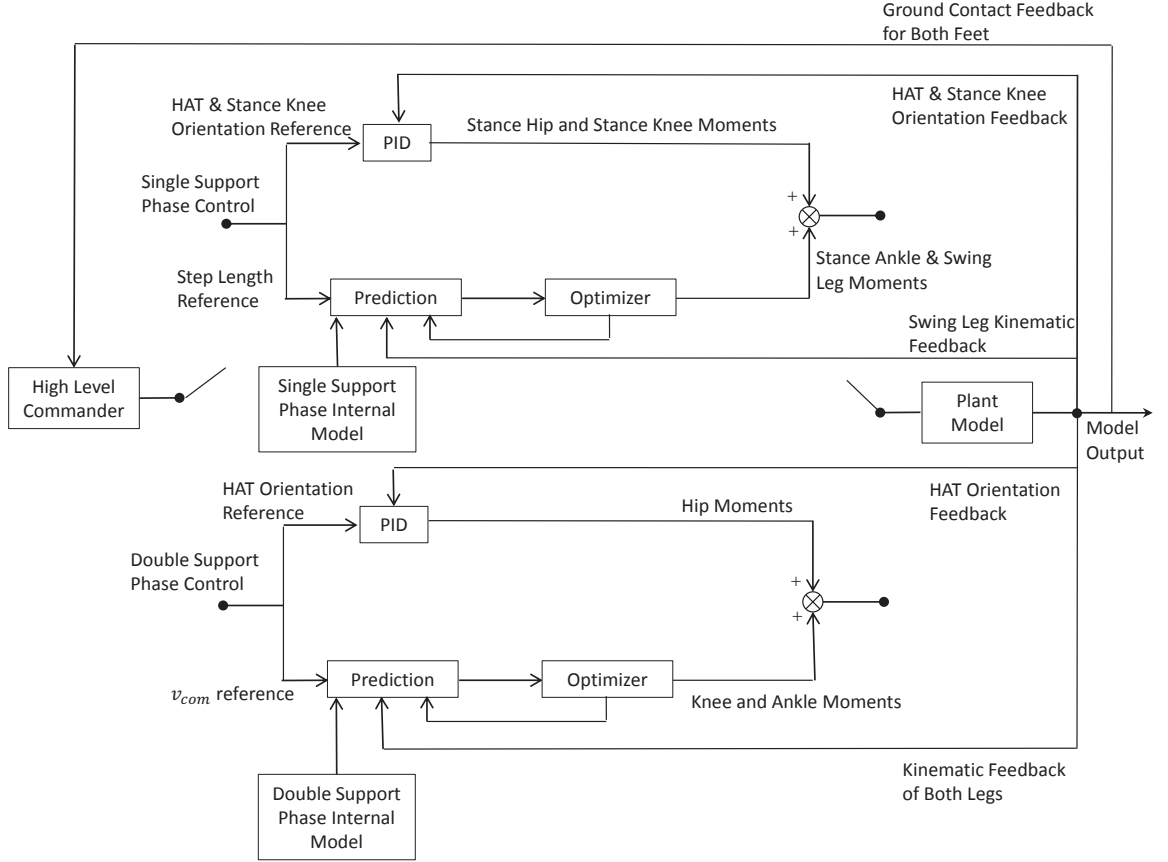 Ground Contact Feedback
for Both Feet
HAT & Stance Knee
Orientation Reference
PID
Stance Hip and Stance Knee Moments
HAT & Stance Knee
Orientation Feedback
Single Support
Phase Control
+
+
Step Length
Reference
Prediction
Optimizer
Stance Ankle & Swing
Leg Moments
Swing Leg Kinematic
Feedback
High Level
Commander
Single Support
Phase Internal
Model
Plant
Model
Model
Output
HAT Orientation
Reference
PID
Hip Moments
HAT Orientation
Feedback
Double Support
Phase Control
+
+
v_com reference
Prediction
Optimizer
Knee and Ankle Moments
Kinematic Feedback
of Both Legs
Double Support
Phase Internal
Model